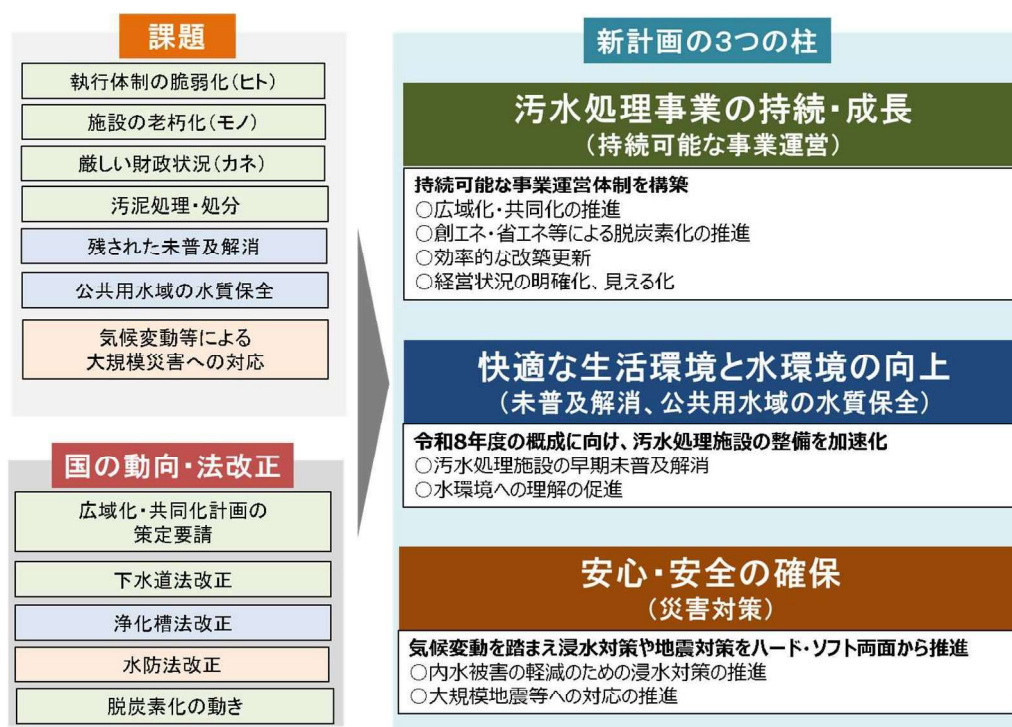 課題
執行体制の脆弱化(ヒト)
施設の老朽化(モノ)
厳しい財政状況(カネ)
汚泥処理・処分
残された未普及解消
公共用水域の水質保全
気候変動等による
大規模災害への対応
国の動向・法改正
広域化・共同化計画の
策定要請
下水道法改正
浄化槽法改正
水防法改正
脱炭素化の動き
新計画の3つの柱
汚水処理事業の持続・成長
(持続可能な事業運営)
持続可能な事業運営体制を構築
○広域化・共同化の推進
○創エネ・省エネ等による脱炭素化の推進
○効率的な改築更新
○経営状況の明確化、見える化
快適な生活環境と水環境の向上
(未普及解消、公共用水域の水質保全)
令和8年度の概成に向け、汚水処理施設の整備を加速化
○汚水処理施設の早期未普及解消
○水環境への理解の促進
安心・安全の確保
(災害対策)
気候変動を踏まえ浸水対策や地震対策をハード・ソフト両面から推進
○内水被害の軽減のための浸水対策の推進
○大規模地震等への対応の推進